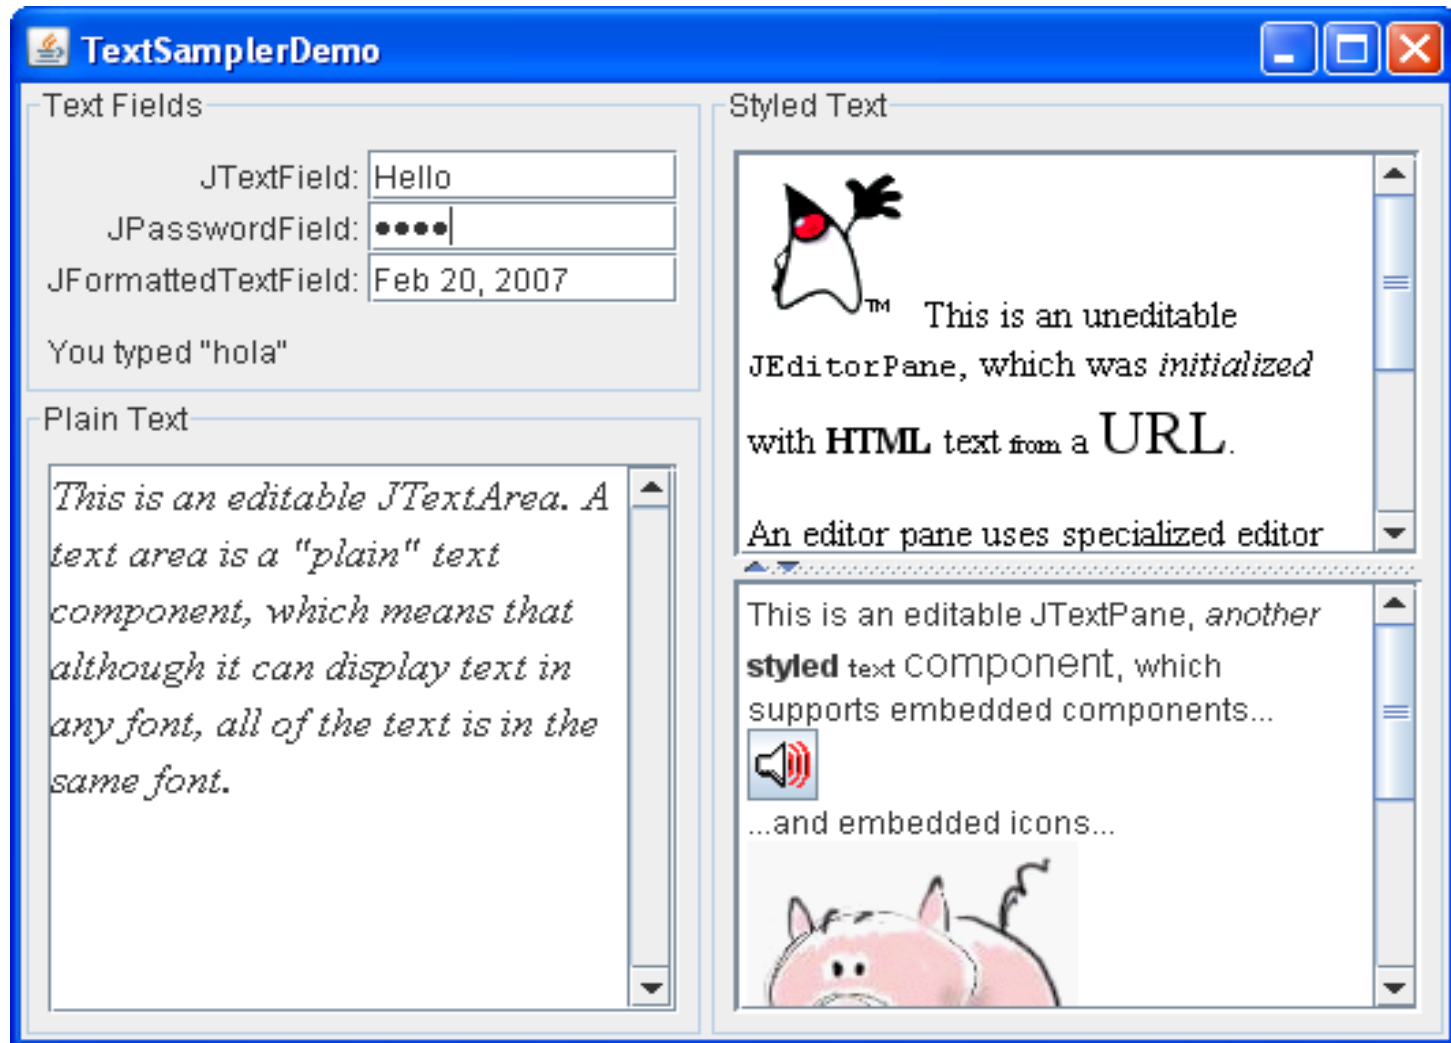 TextSamplerDemo
Text Fields
JTextField: Hello
JPasswordField: ••••
JFormattedTextField: Feb 20, 2007
You typed "hola"
Plain Text
This is an editable JTextArea. A
text area is a "plain" text
component, which means that
although it can display text in
any font, all of the text is in the
same font.
Styled Text
TM This is an uneditable
JEditorPane, which was initialized
with HTML text from a URL.
An editor pane uses specialized editor
This is an editable JTextPane, another
styled text component, which
supports embedded components...
...and embedded icons...